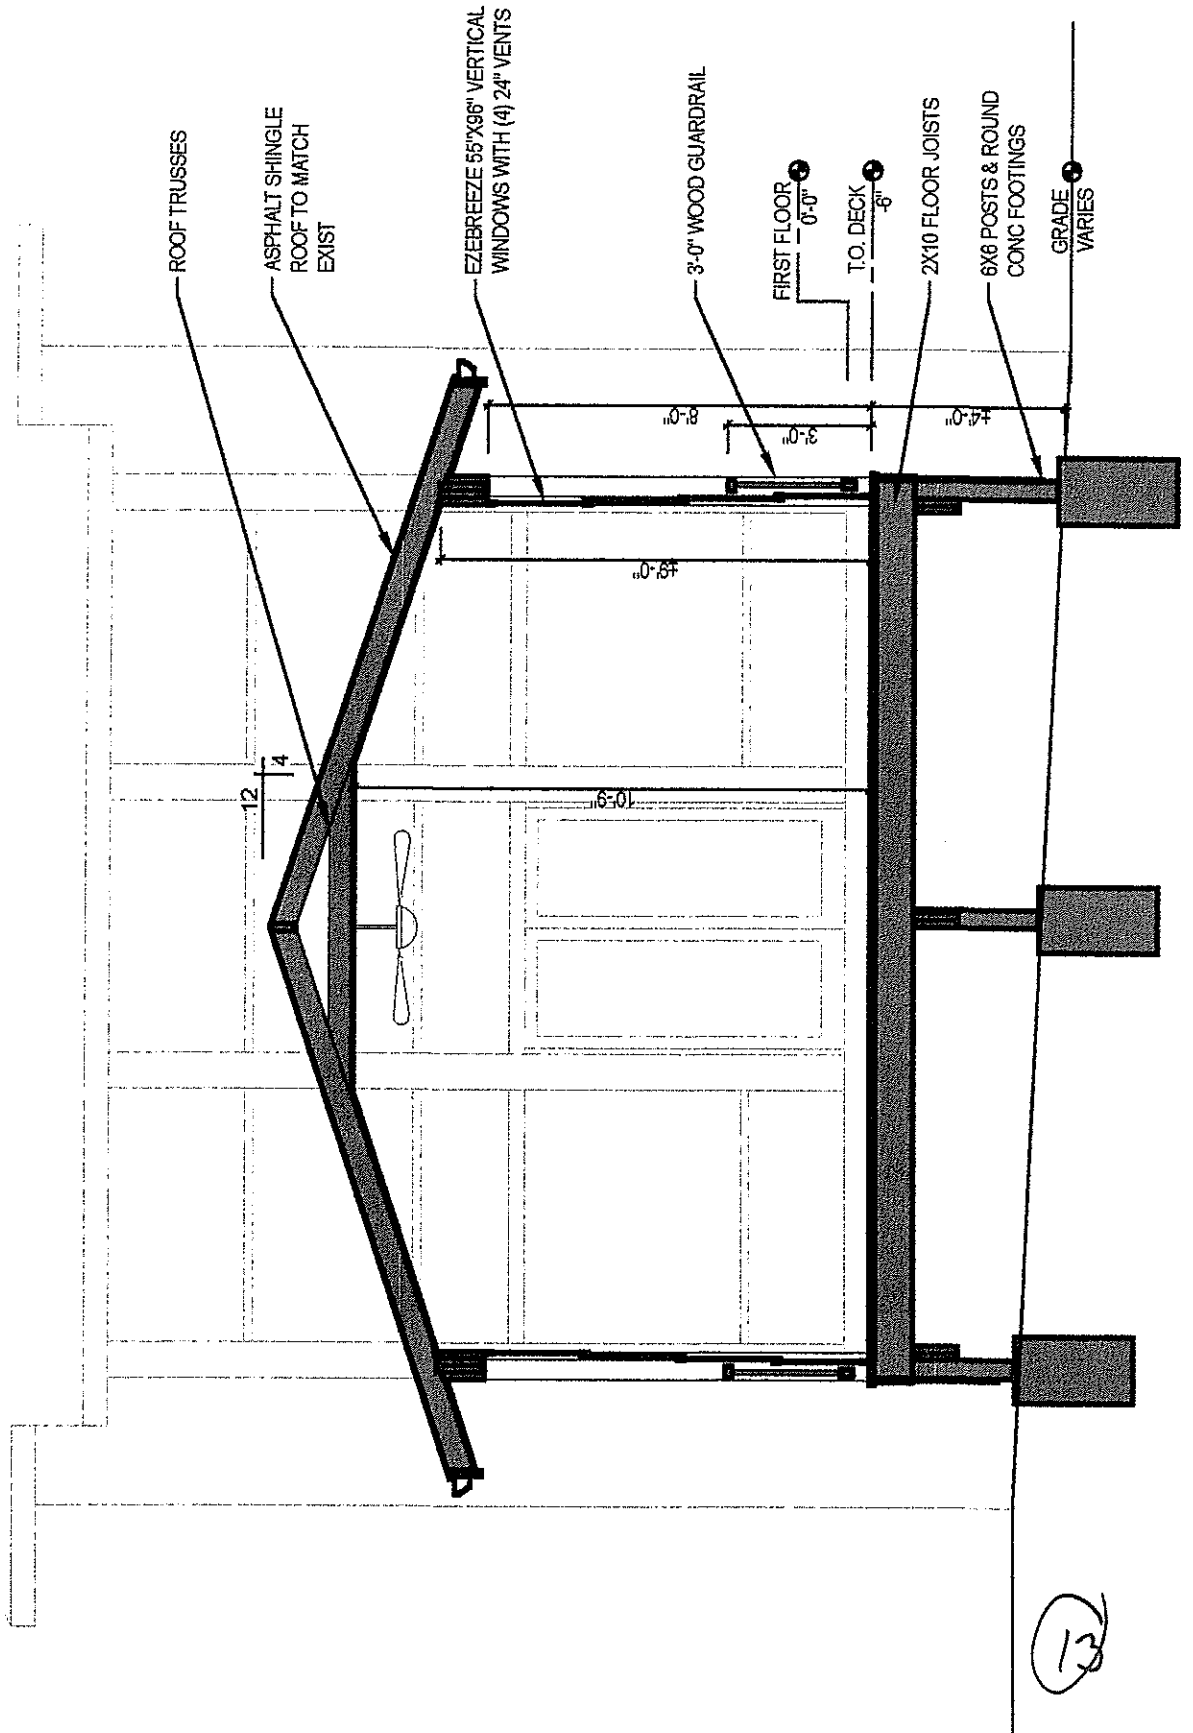 ROOF TRUSSES
ASPHALT SHINGLE
ROOF TO MATCH
EXIST
EZEBREEZE 55"X96" VERTICAL
WINDOWS WITH (4) 24" VENTS
3'-0" WOOD GUARDRAIL
FIRST FLOOR
0'-0"
T.O. DECK
-6"
2X10 FLOOR JOISTS
6X6 POSTS & ROUND
CONC FOOTINGS
GRADE
VARIES
12
4
8'-0"
3'-0"
±4'-0"
±9'-0"
10'-9"
13